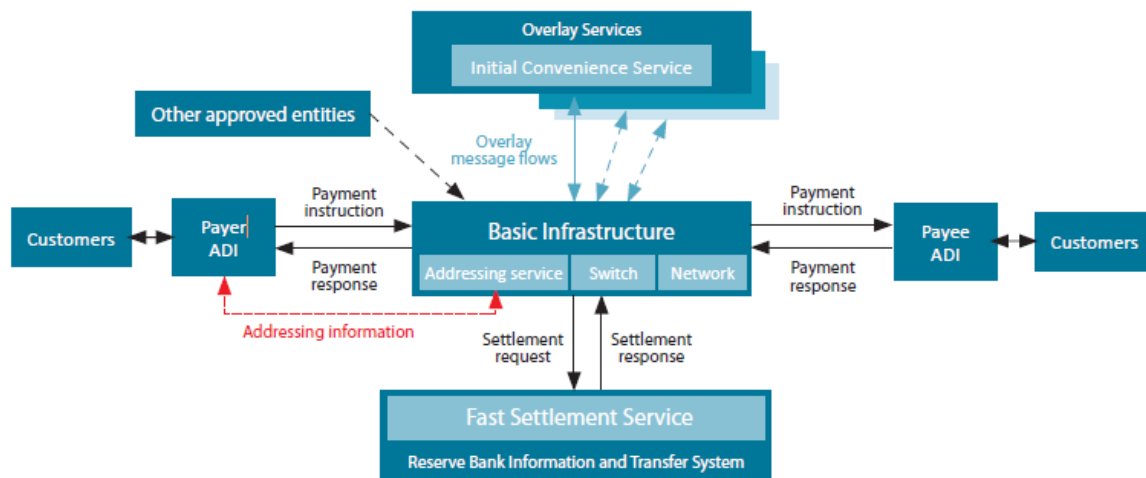 Overlay Services
Initial Convenience Service
Other approved entities
Overlay
message flows
Payment
instruction
Payment
instruction
Customers
Payer
ADI
Basic Infrastructure
Payee
ADI
Customers
Addressing service
Switch
Network
Payment
response
Payment
response
Addressing information
Settlement
request
Settlement
response
Fast Settlement Service
Reserve Bank Information and Transfer System